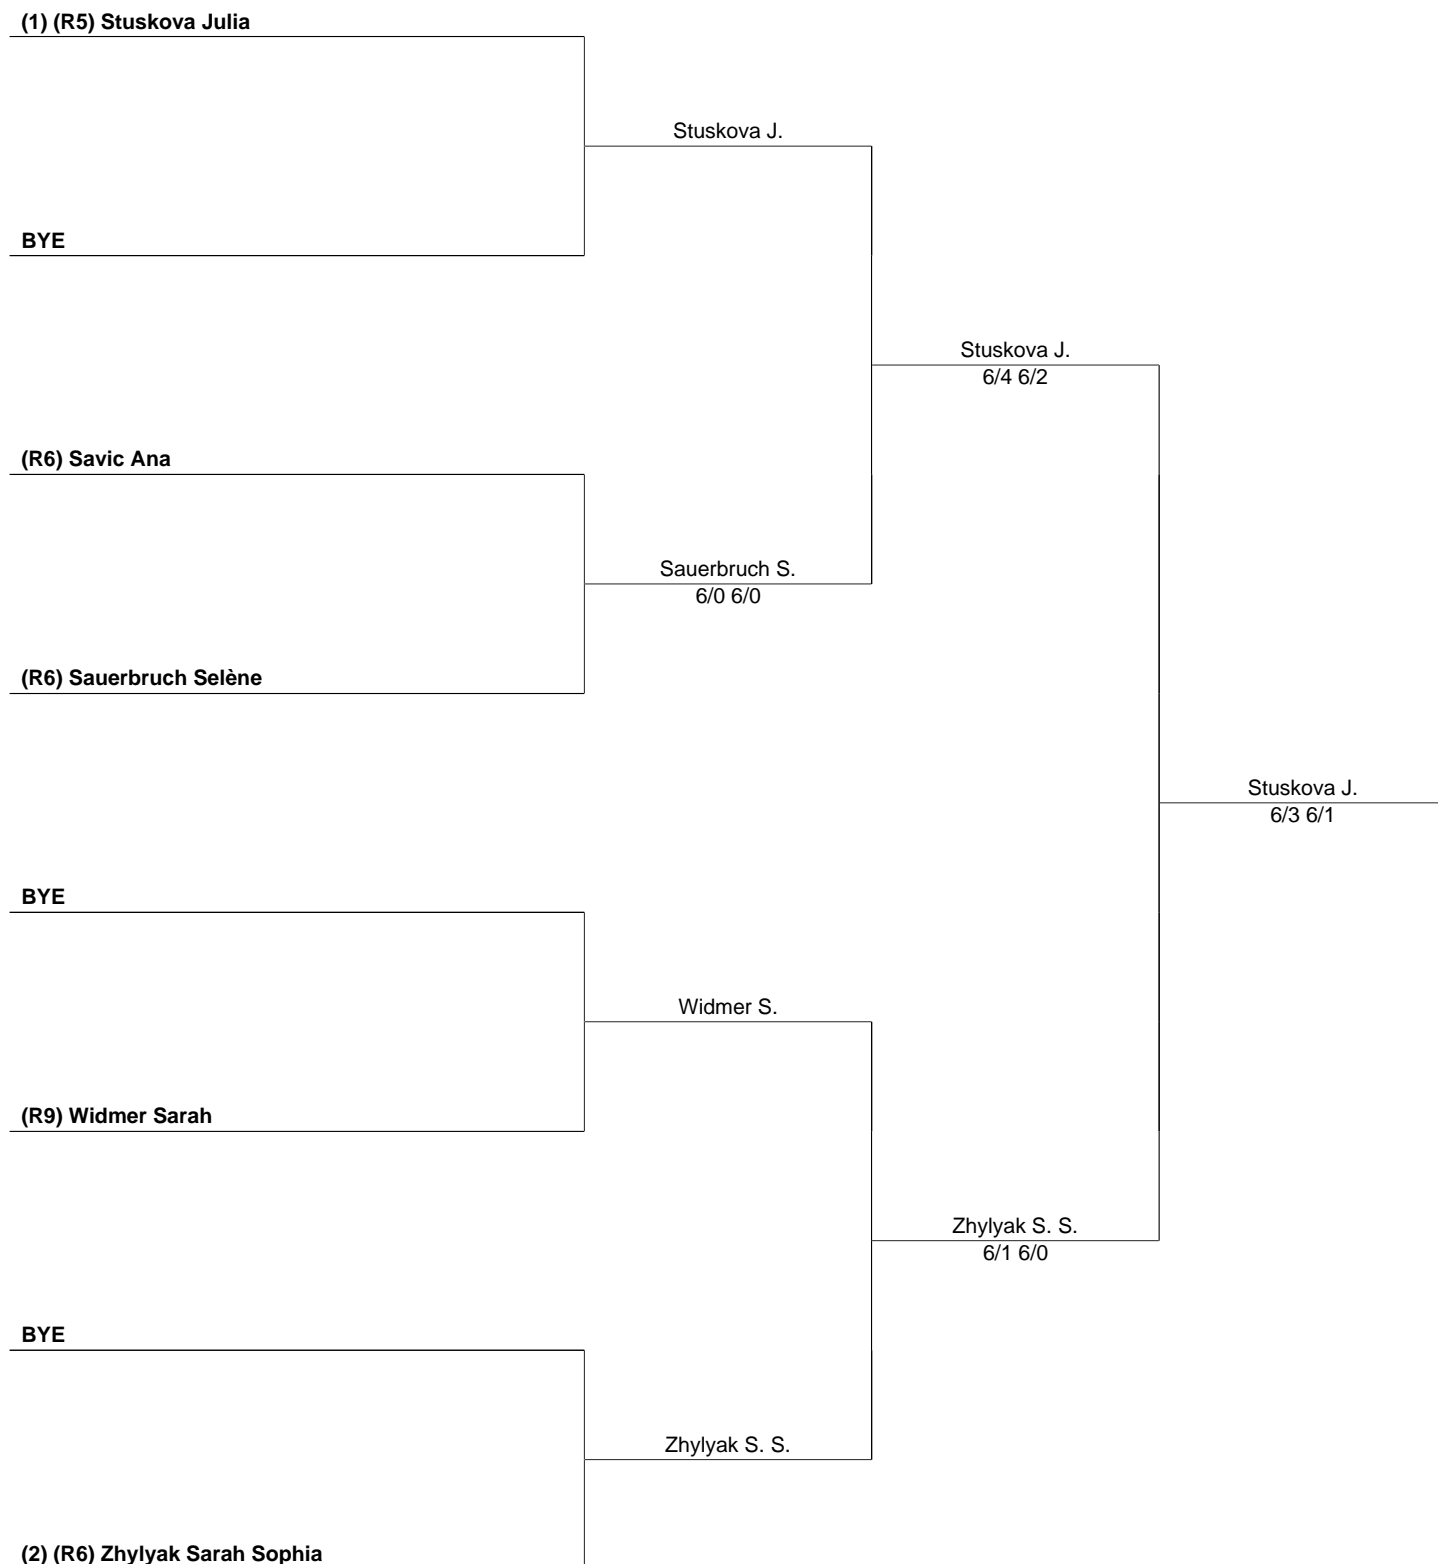 (1) (R5) Stuskova Julia
Stuskova J.
BYE
Stuskova J.
6/4 6/2
(R6) Savic Ana
Sauerbruch S.
6/0 6/0
(R6) Sauerbruch Selène
Stuskova J.
6/3 6/1
BYE
Widmer S.
(R9) Widmer Sarah
Zhylyak S. S.
6/1 6/0
BYE
Zhylyak S. S.
(2) (R6) Zhylyak Sarah Sophia